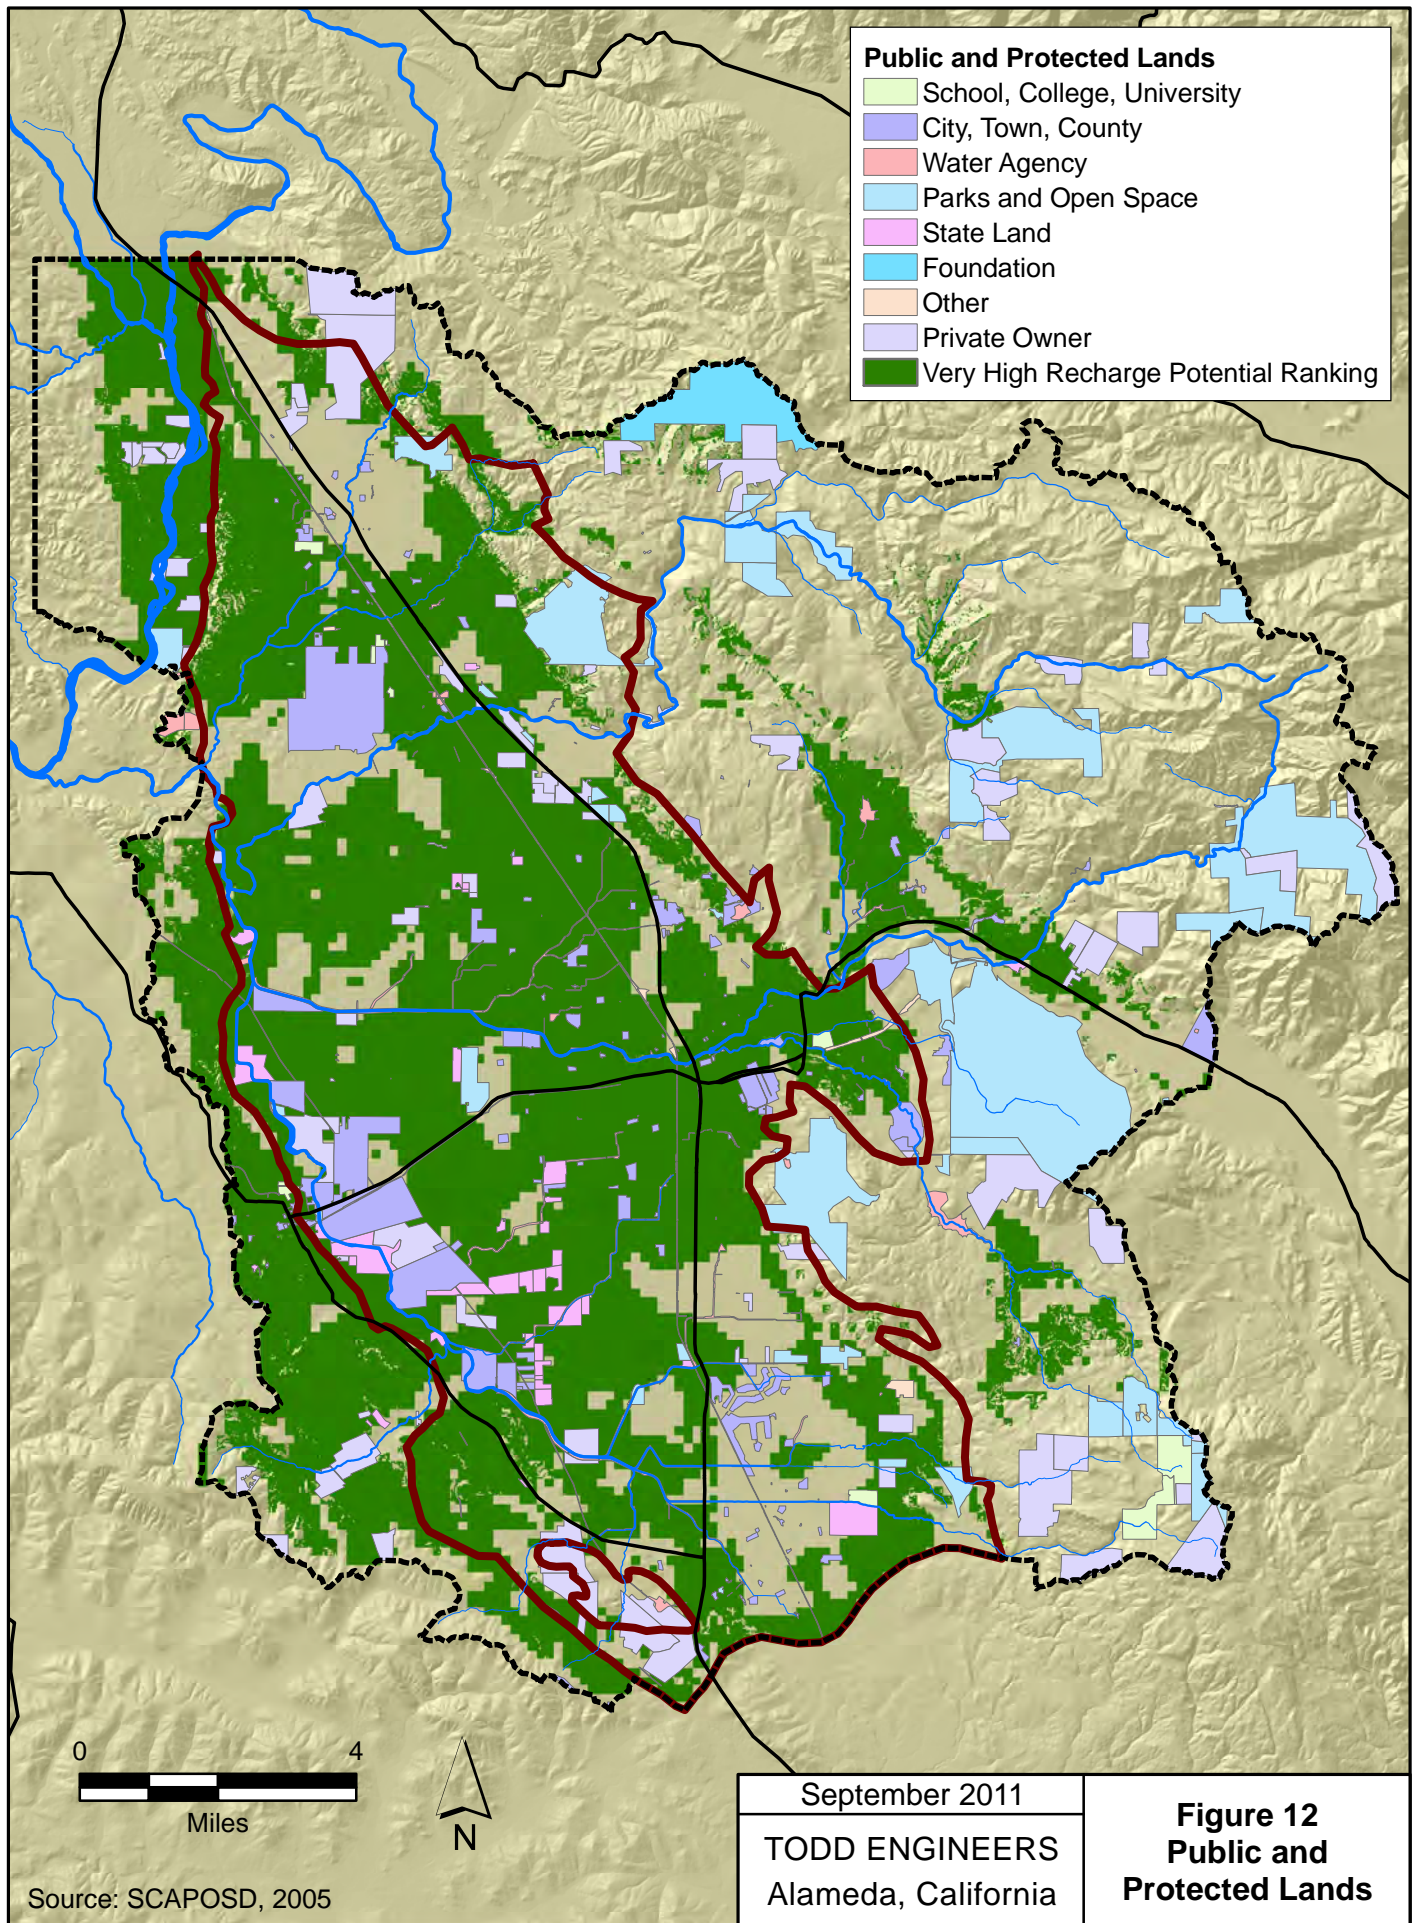 Public and Protected Lands
School, College, University
City, Town, County
Water Agency
Parks and Open Space
State Land
Foundation
Other
Private Owner
Very High Recharge Potential Ranking
0 4
Miles
N
Source: SCAPOSD, 2005
September 2011
TODD ENGINEERS
Alameda, California
Figure 12
Public and
Protected Lands